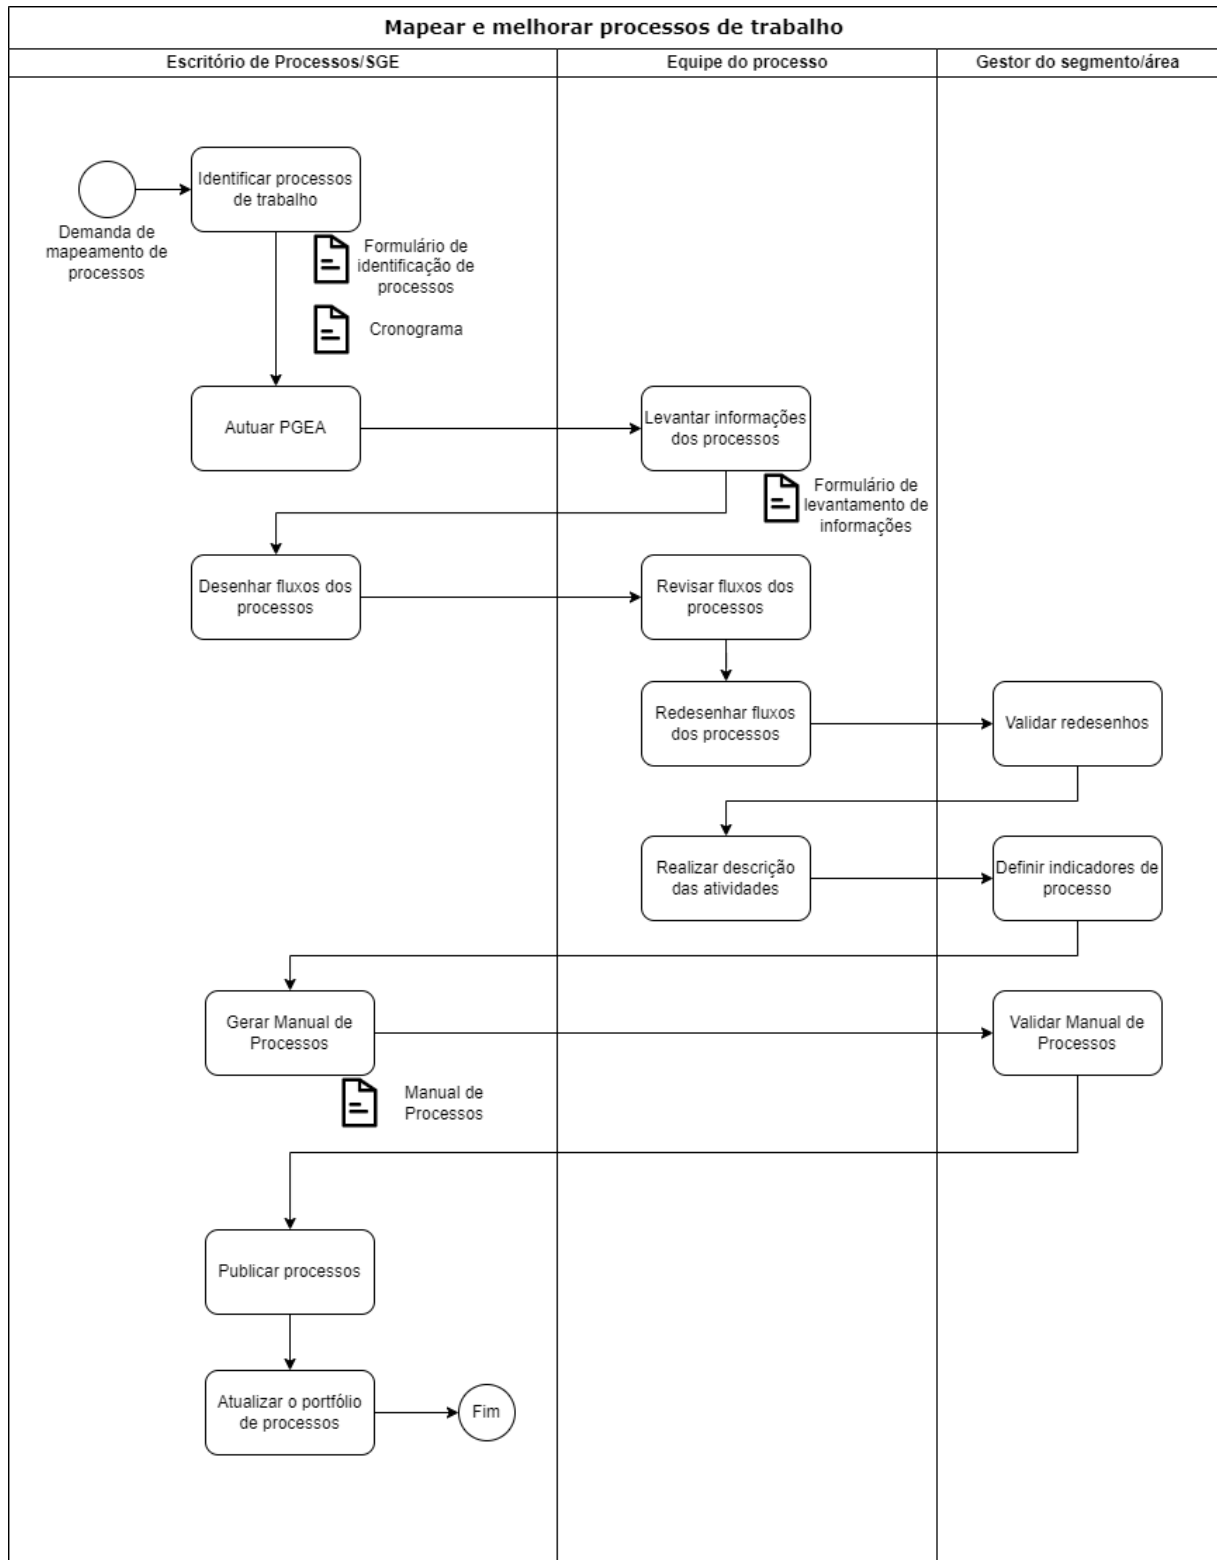 Mapear e melhorar processos de trabalho
Escritório de Processos/SGE
Equipe do processo
Gestor do segmento/área
Identificar processos
de trabalho
Demanda de
mapeamento de
processos
Formulário de
identificação de
processos
Cronograma
Autuar PGEA
Levantar informações
dos processos
Formulário de
levantamento de
informações
Desenhar fluxos dos
processos
Revisar fluxos dos
processos
Redesenhar fluxos
dos processos
Validar redesenhos
Realizar descrição
das atividades
Definir indicadores de
processo
Gerar Manual de
Processos
Validar Manual de
Processos
Manual de
Processos
Publicar processos
Atualizar o portfólio
de processos
Fim